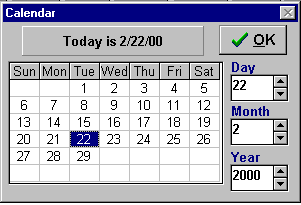 Calendar
Today is 2/22/00
OK
Sun Mon Tue Wed Thu Fri Sat
1 2 3 4 5
6 7 8 9 10 11 12
13 14 15 16 17 18 19
20 21 22 23 24 25 26
27 28 29
Day
22
Month
2
Year
2000